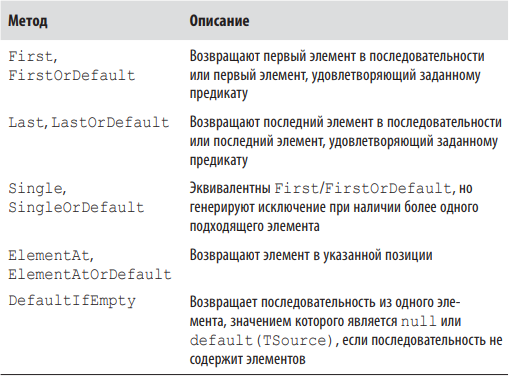 Метод Описание
First, Возвращают первый элемент в последовательности
FirstOrDefault или первый элемент, удовлетворяющий заданному
предикату
Last, LastOrDefault Возвращают последний элемент в последовательности
или последний элемент, удовлетворяющий заданному
предикату
Single, Эквивалентны First/FirstOrDefault, но
SingleOrDefault генерируют исключение при наличии более одного
подходящего элемента
ElementAt, Возвращают элемент в указанной позиции
ElementAtOrDefault
DefaultIfEmpty Возвращает последовательность из одного эле-
мента, значением которого является null или
default(TSource), если последовательность не
содержит элементов